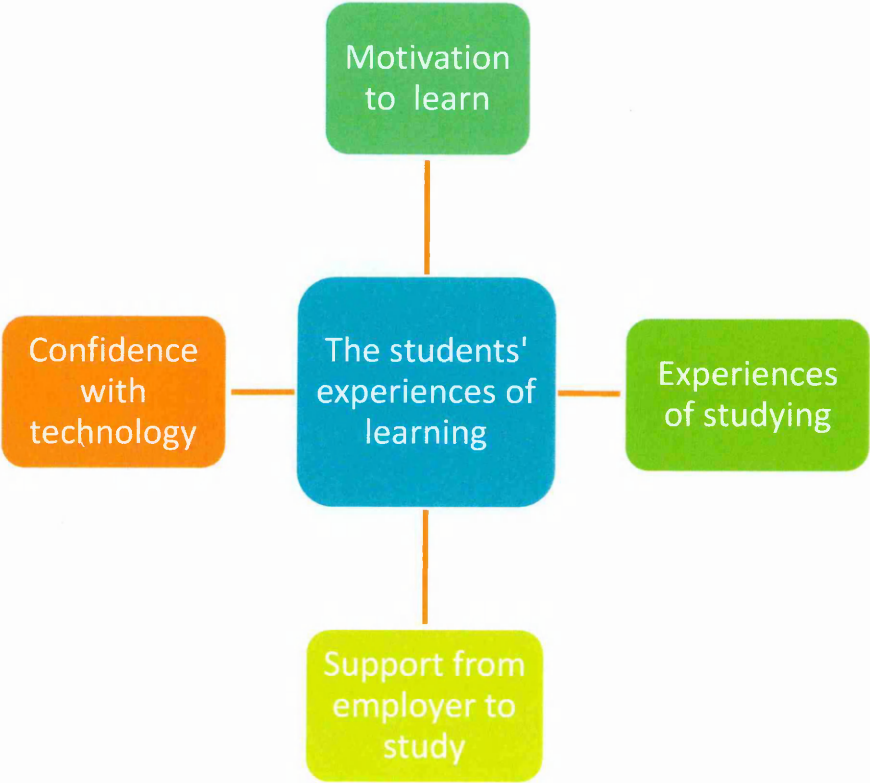 Motivation
to learn
Confidence
with
technology
The students'
experiences of
learning
Experiences
of studying
Support from
employer to
study